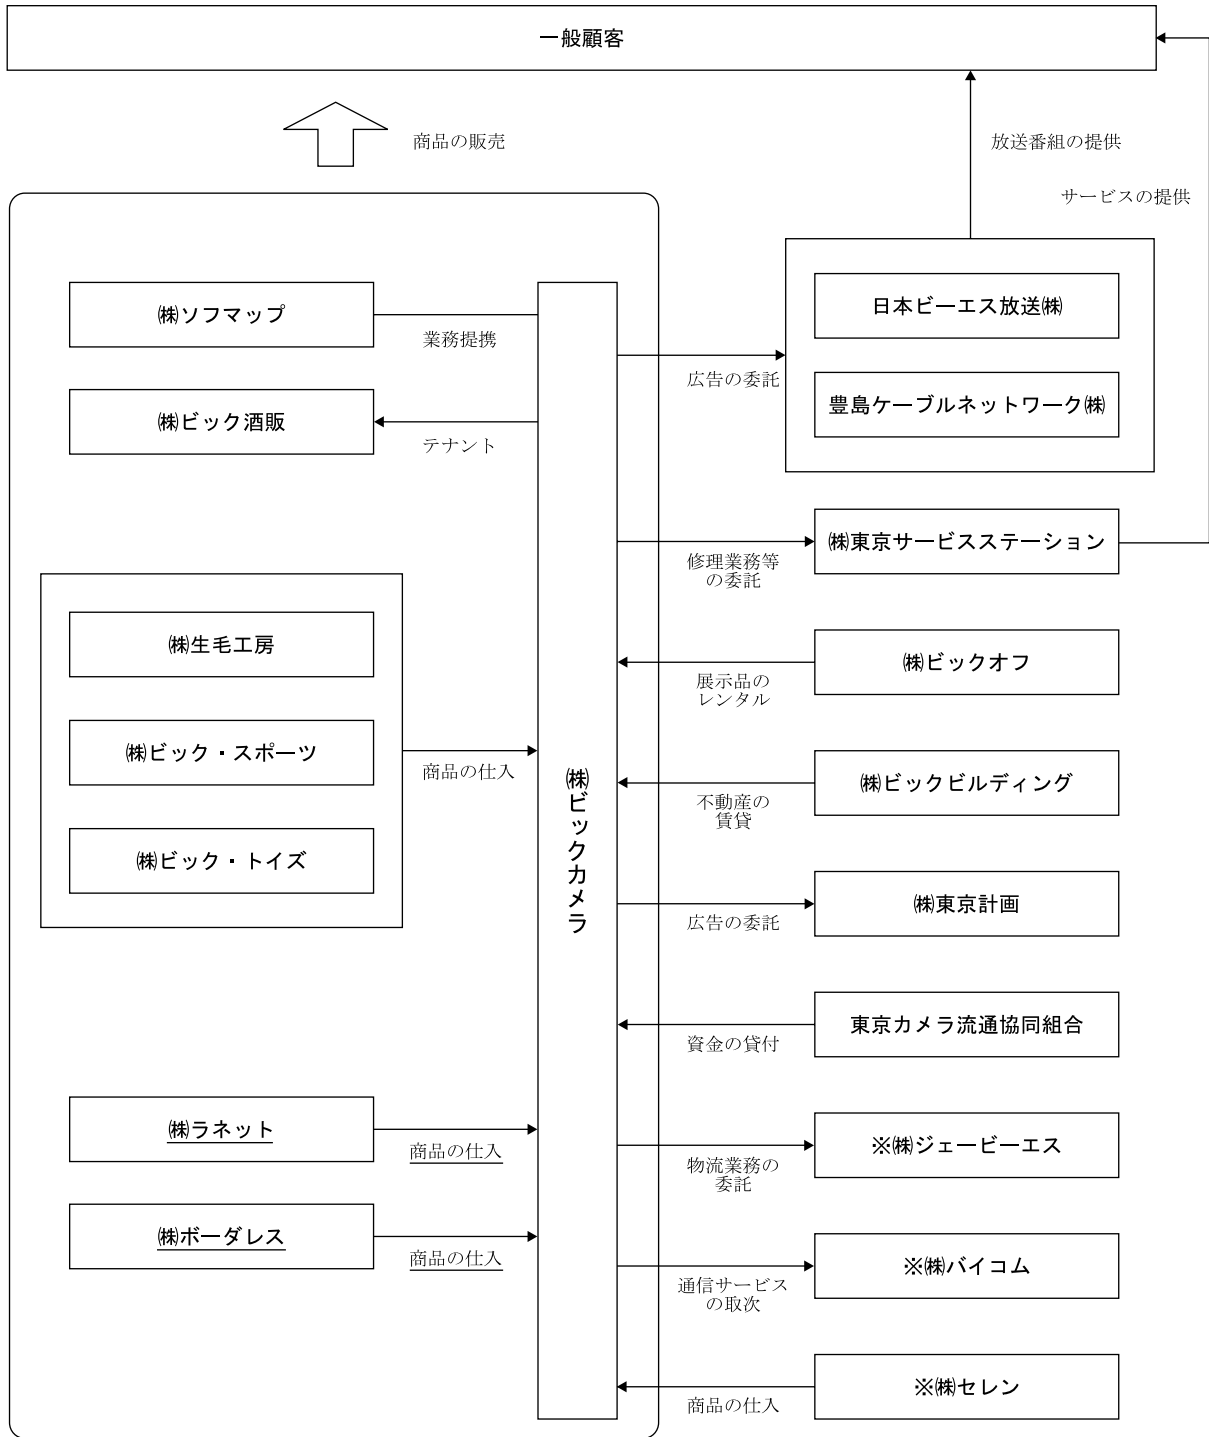 一般顧客
商品の販売
放送番組の提供
サービスの提供
㈱ソフマップ
業務提携
㈱ビック酒販
テナント
㈱生毛工房
㈱ビック・スポーツ
㈱ビック・トイズ
商品の仕入
㈱ラネット
商品の仕入
㈱ボーダレス
商品の仕入
㈱ビックカメラ
広告の委託
日本ビーエス放送㈱
豊島ケーブルネットワーク㈱
修理業務等
の委託
㈱東京サービスステーション
展示品の
レンタル
㈱ビックオフ
不動産の
賃貸
㈱ビックビルディング
広告の委託
㈱東京計画
資金の貸付
東京カメラ流通協同組合
物流業務の
委託
※㈱ジェービーエス
通信サービス
の取次
※㈱バイコム
商品の仕入
※㈱セレン